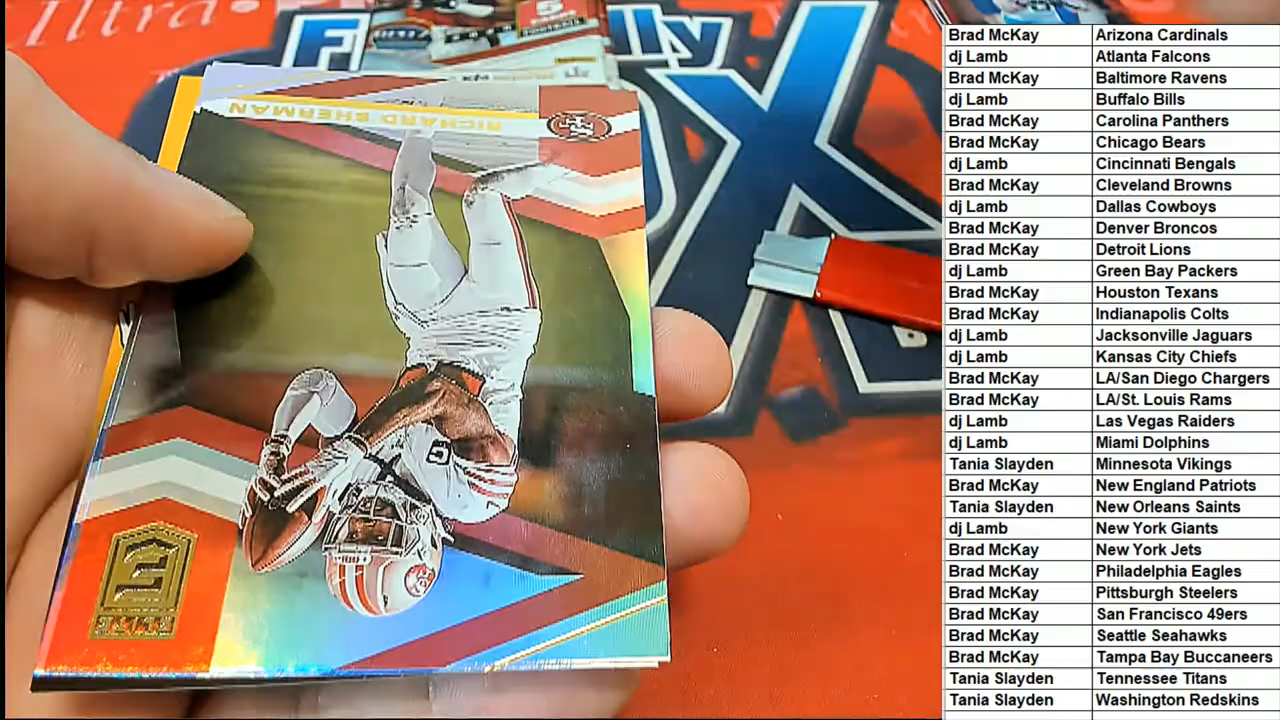 Brad McKay Arizona Cardinals
dj Lamb Atlanta Falcons
Brad McKay Baltimore Ravens
dj Lamb Buffalo Bills
Brad McKay Carolina Panthers
Brad McKay Chicago Bears
dj Lamb Cincinnati Bengals
Brad McKay Cleveland Browns
dj Lamb Dallas Cowboys
Brad McKay Denver Broncos
Brad McKay Detroit Lions
dj Lamb Green Bay Packers
Brad McKay Houston Texans
Brad McKay Indianapolis Colts
dj Lamb Jacksonville Jaguars
dj Lamb Kansas City Chiefs
Brad McKay LA/San Diego Chargers
Brad McKay LA/St. Louis Rams
dj Lamb Las Vegas Raiders
dj Lamb Miami Dolphins
Tania Slayden Minnesota Vikings
Brad McKay New England Patriots
Tania Slayden New Orleans Saints
dj Lamb New York Giants
Brad McKay New York Jets
Brad McKay Philadelphia Eagles
Brad McKay Pittsburgh Steelers
Brad McKay San Francisco 49ers
Brad McKay Seattle Seahawks
Brad McKay Tampa Bay Buccaneers
Tania Slayden Tennessee Titans
Tania Slayden Washington Redskins
RICHARD SHERMAN
ELITE